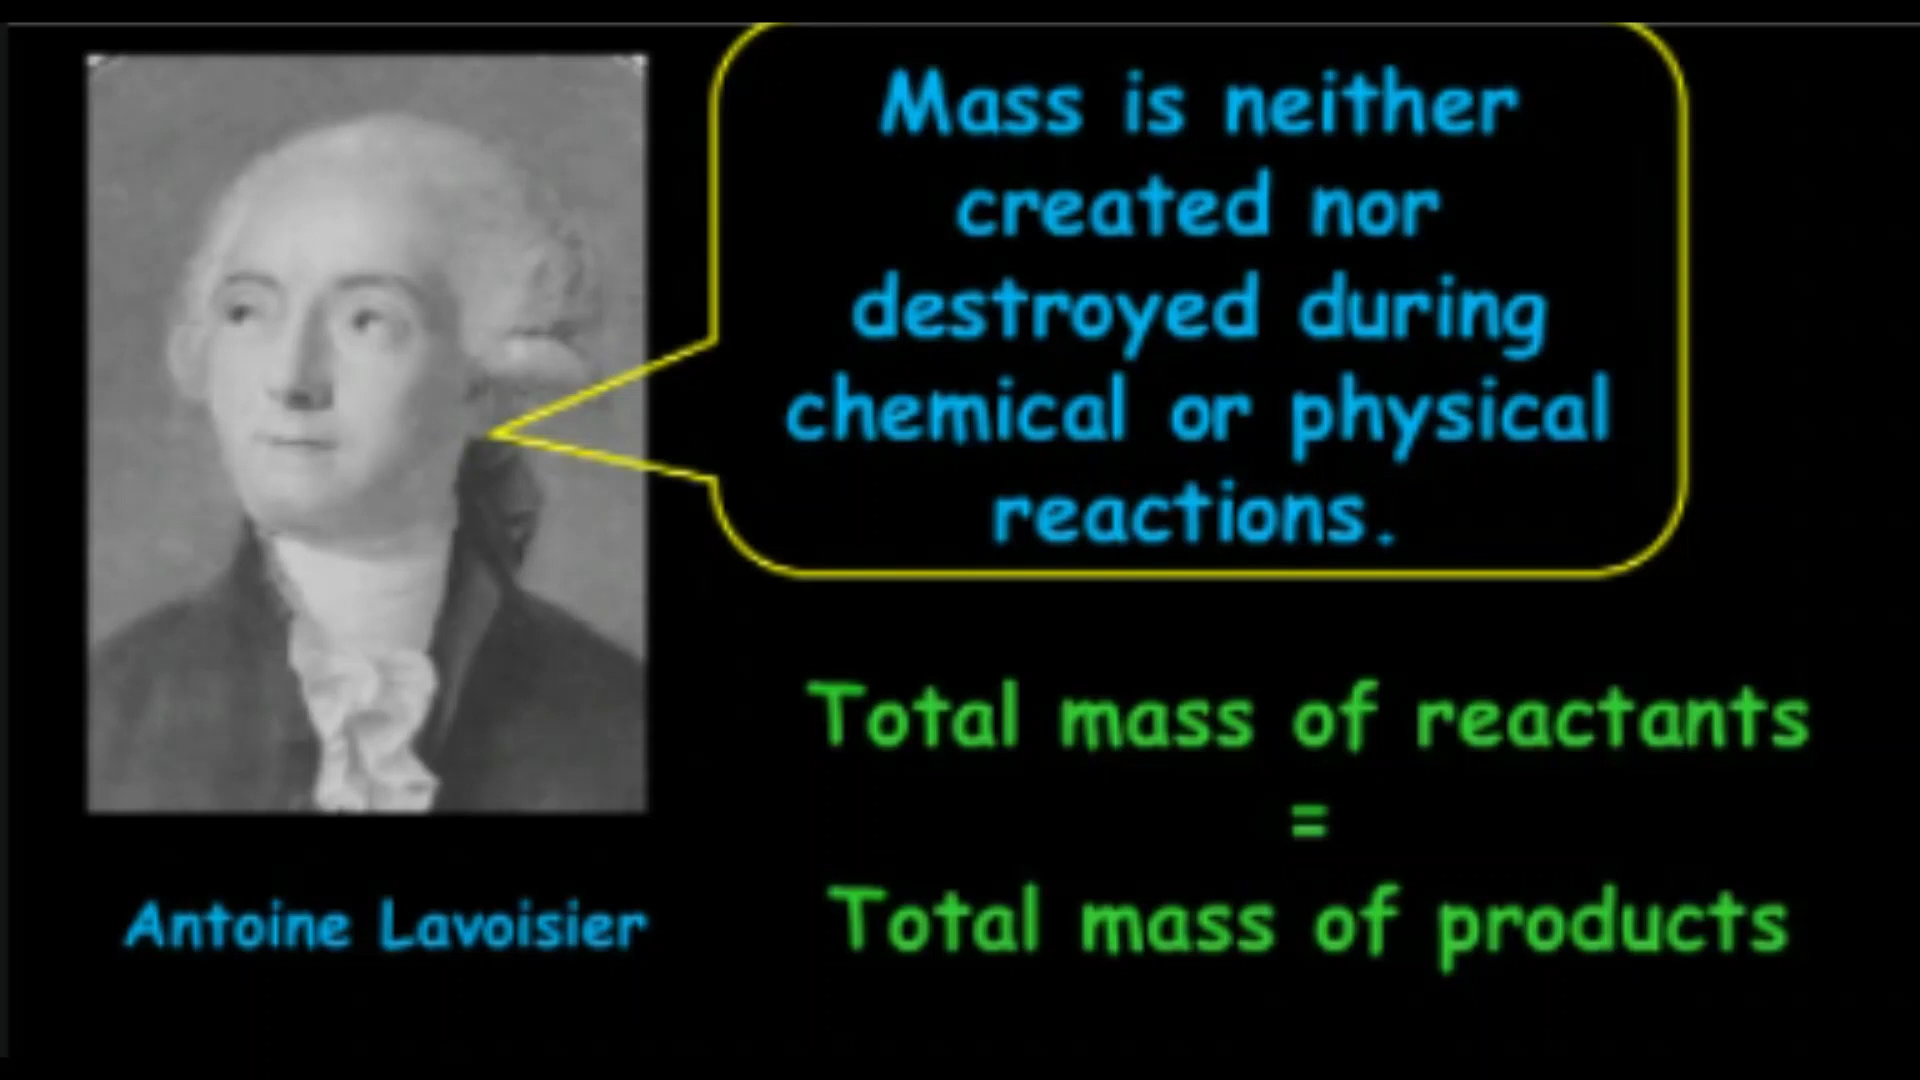 Mass is neither
created nor
destroyed during
chemical or physical
reactions.
Total mass of reactants
=
Total mass of products
Antoine Lavoisier